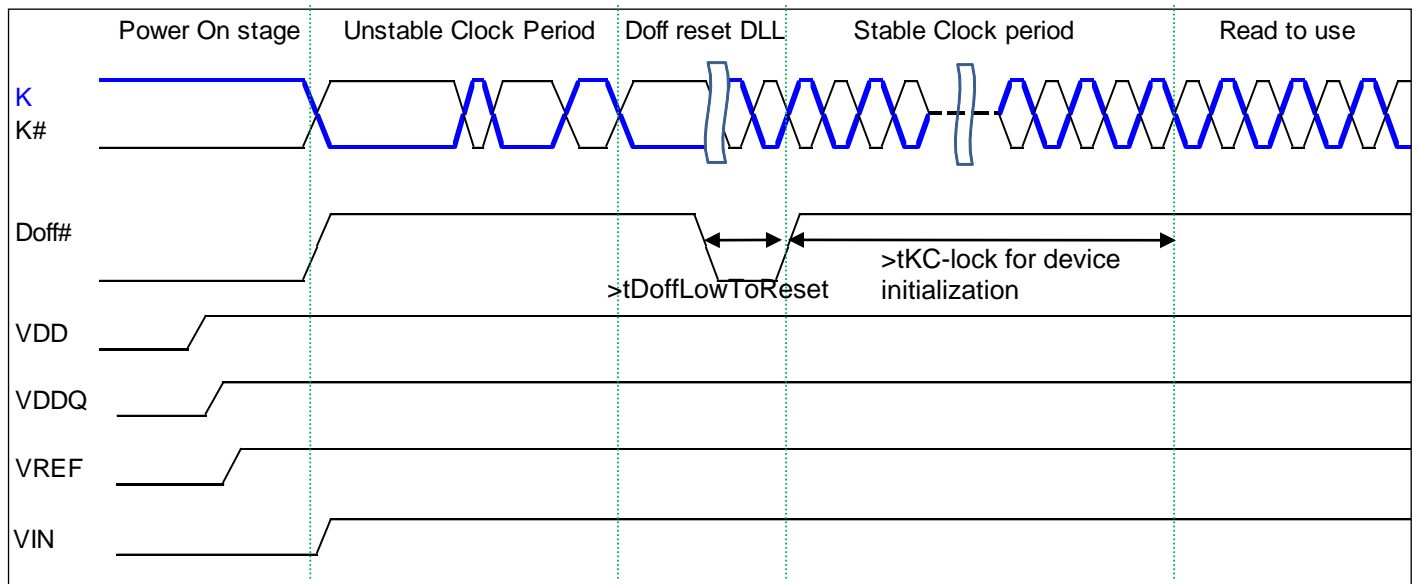 Power On stage Unstable Clock Period Doff reset DLL Stable Clock period Read to use
K
K#
Doff#
>tDoffLowToReset
>tKC-lock for device
initialization
VDD
VDDQ
VREF
VIN